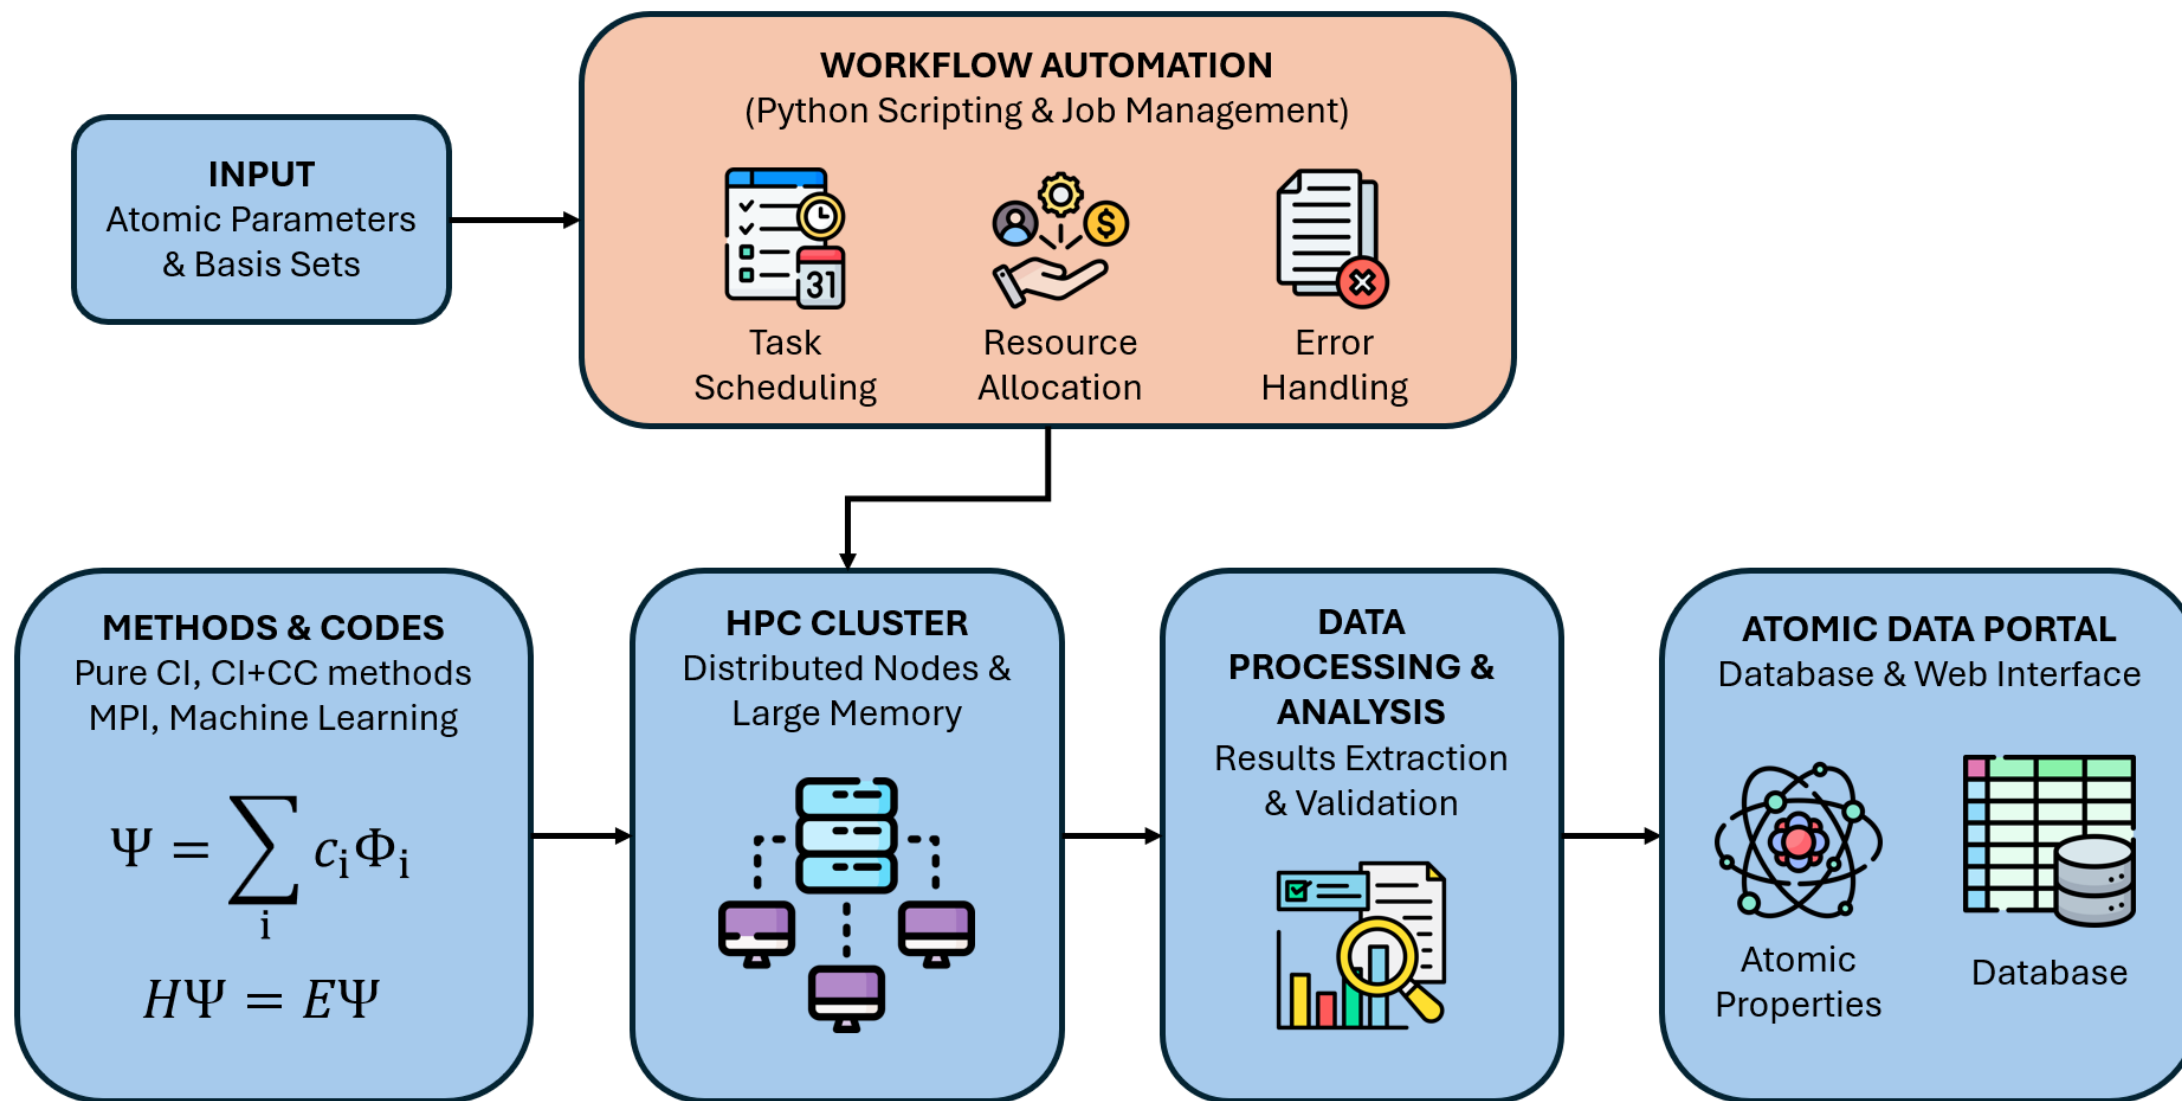 WORKFLOW AUTOMATION
(Python Scripting & Job Management)
INPUT
Atomic Parameters
& Basis Sets
31
Task
Scheduling
$
Resource
Allocation
Error
Handling
METHODS & CODES
Pure CI, CI+CC methods
MPI, Machine Learning
Ψ = ∑ cᵢΦᵢ
i
HΨ = EΨ
HPC CLUSTER
Distributed Nodes &
Large Memory
DATA
PROCESSING &
ANALYSIS
Results Extraction
& Validation
ATOMIC DATA PORTAL
Database & Web Interface
Atomic
Properties
Database